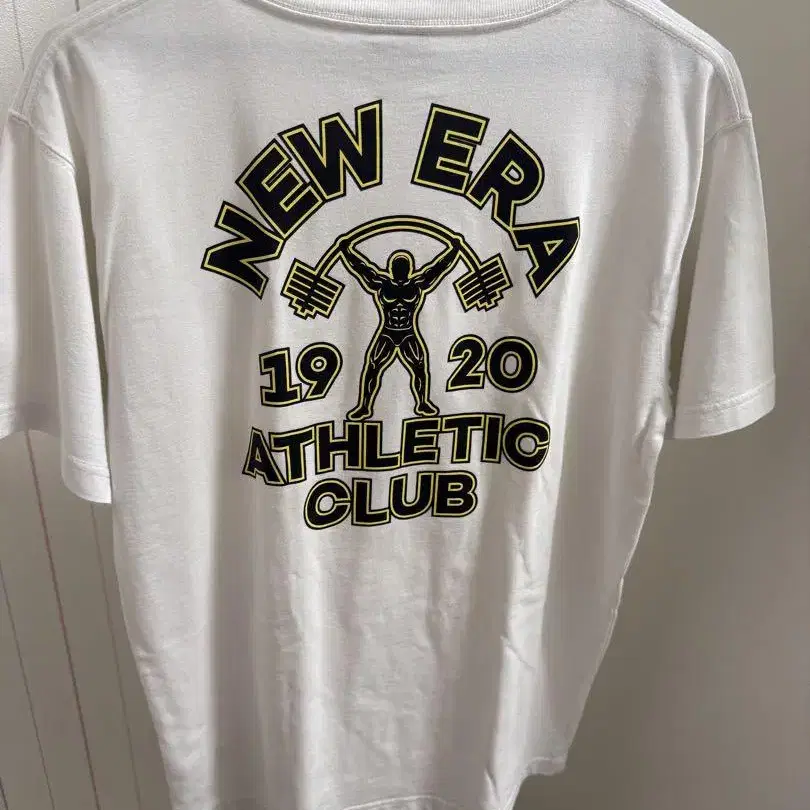 NEW ERA
19 20
ATHLETIC
CLUB